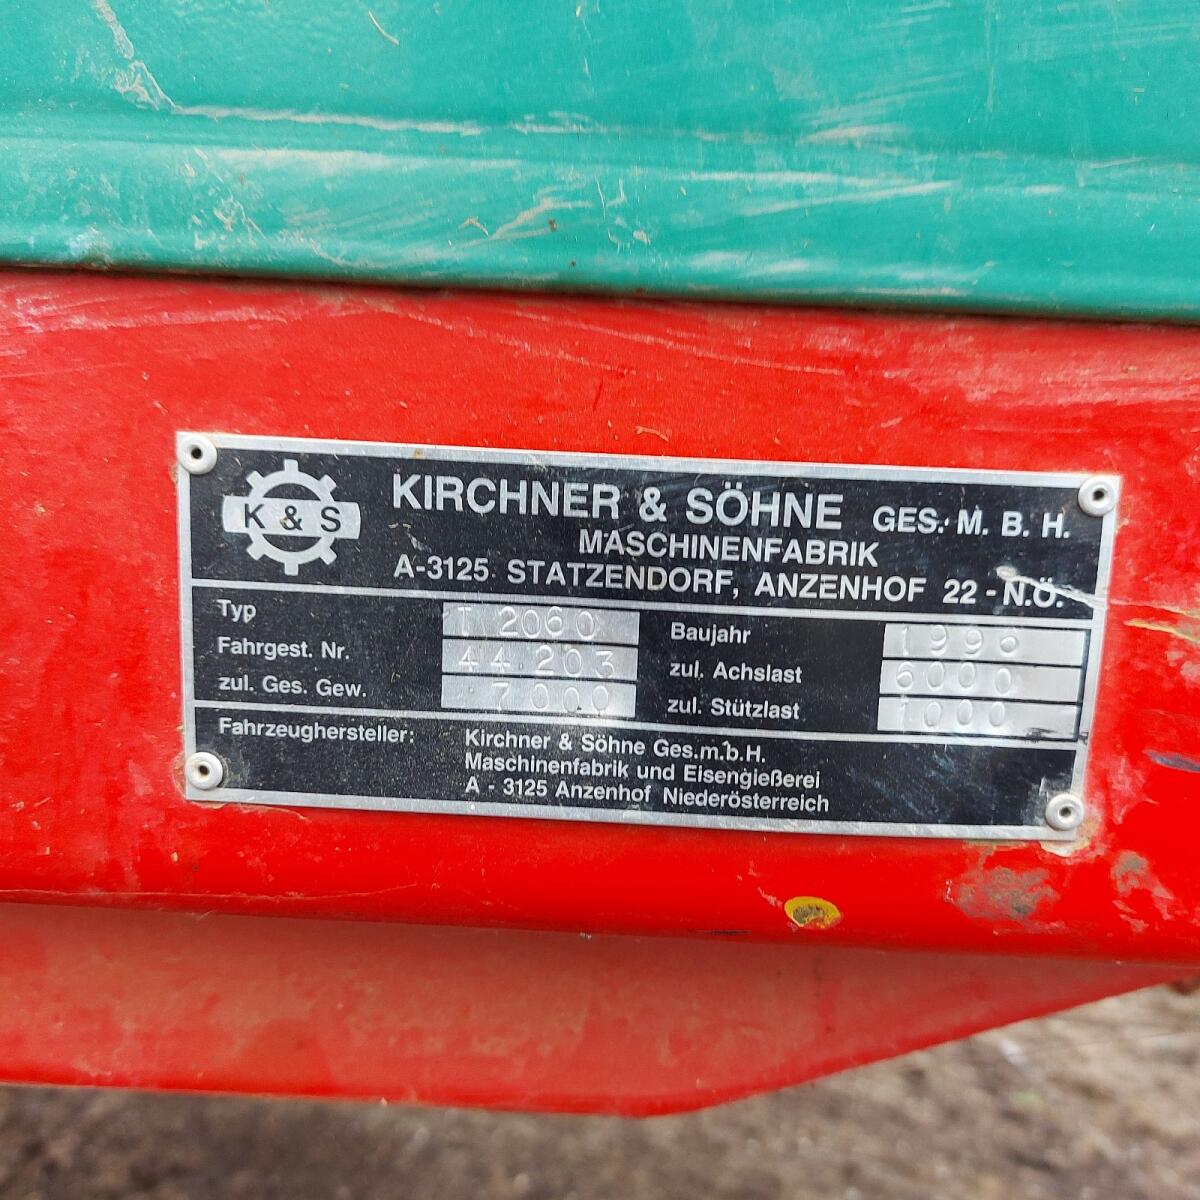 K & S
KIRCHNER & SÖHNE GES. M. B. H.
MASCHINENFABRIK
A-3125 STATZENDORF, ANZENHOF 22 - N.Ö.
Typ T 2060 Baujahr 1996
Fahrgest. Nr. 44 203 zul. Achslast 6000
zul. Ges. Gew. 7000 zul. Stützlast 1000
Fahrzeughersteller: Kirchner & Söhne Ges.m.b.H.
Maschinenfabrik und Eisengießerei
A - 3125 Anzenhof Niederösterreich